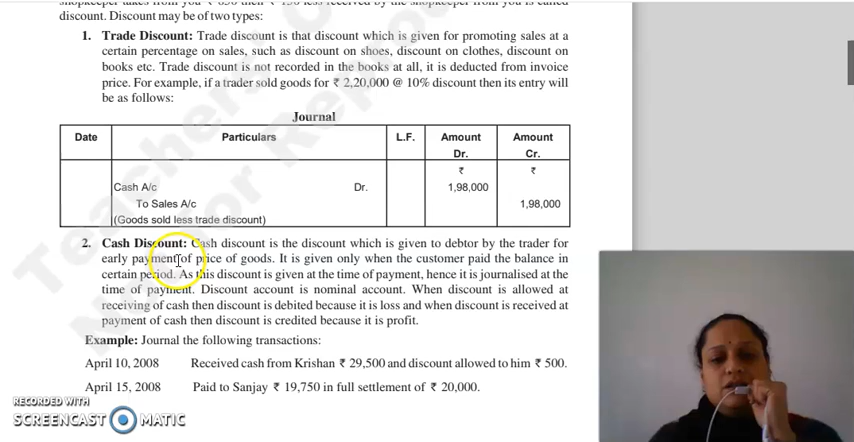 discount. Discount may be of two types:
1. Trade Discount: Trade discount is that discount which is given for promoting sales at a
certain percentage on sales, such as discount on shoes, discount on clothes, discount on
books etc. Trade discount is not recorded in the books at all, it is deducted from invoice
price. For example, if a trader sold goods for ₹ 2,20,000 @ 10% discount then its entry will
be as follows:
Journal
Date Particulars L.F. Amount Amount
Dr. Cr.
₹ ₹
Cash A/c Dr. 1,98,000
To Sales A/c 1,98,000
(Goods sold less trade discount)
2. Cash Discount: Cash discount is the discount which is given to debtor by the trader for
early payment of price of goods. It is given only when the customer paid the balance in
certain period. As this discount is given at the time of payment, hence it is journalised at the
time of payment. Discount account is nominal account. When discount is allowed at
receiving of cash then discount is debited because it is loss and when discount is received at
payment of cash then discount is credited because it is profit.
Example: Journal the following transactions:
April 10, 2008 Received cash from Krishan ₹ 29,500 and discount allowed to him ₹ 500.
April 15, 2008 Paid to Sanjay ₹ 19,750 in full settlement of ₹ 20,000.
RECORDED WITH
SCREENCAST MATIC